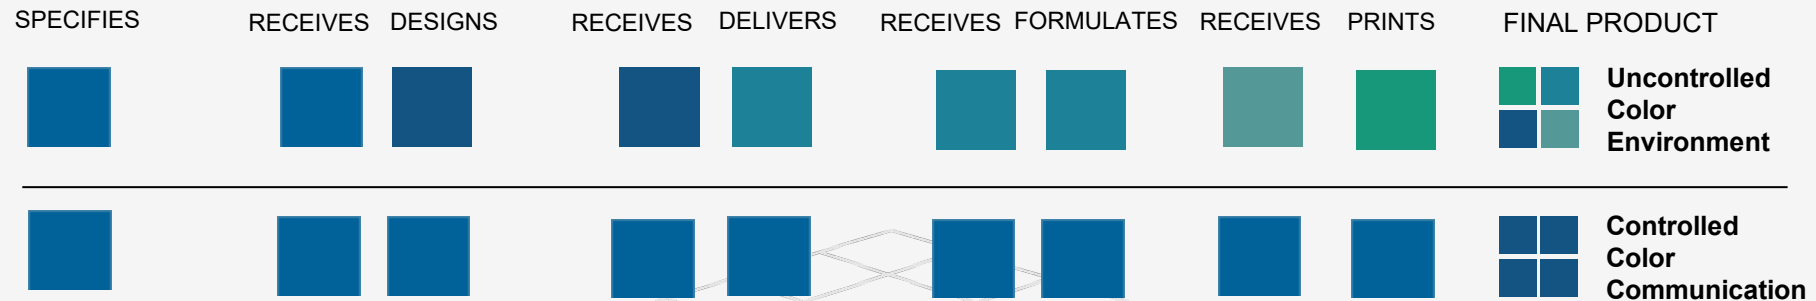 SPECIFIES RECEIVES DESIGNS RECEIVES DELIVERS RECEIVES FORMULATES RECEIVES PRINTS FINAL PRODUCT
Uncontrolled
Color
Environment
Controlled
Color
Communication